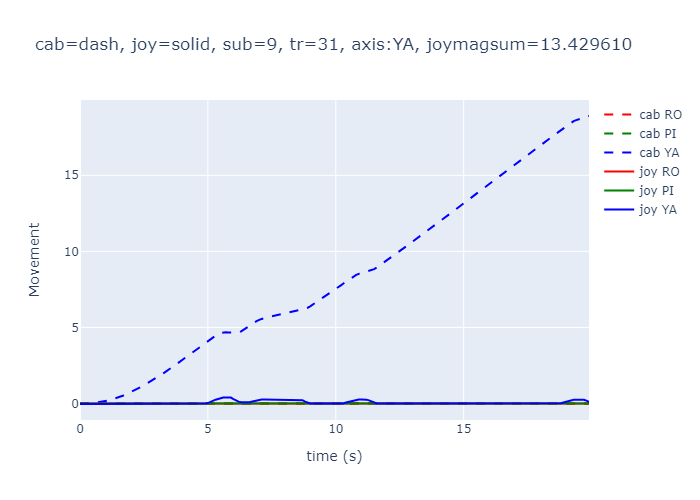 cab=dash, joy=solid, sub=9, tr=31, axis:YA, joymagsum=13.429610
cab RO
cab PI
cab YA
joy RO
joy PI
joy YA
Movement
15
10
5
0
0
5
10
15
time (s)